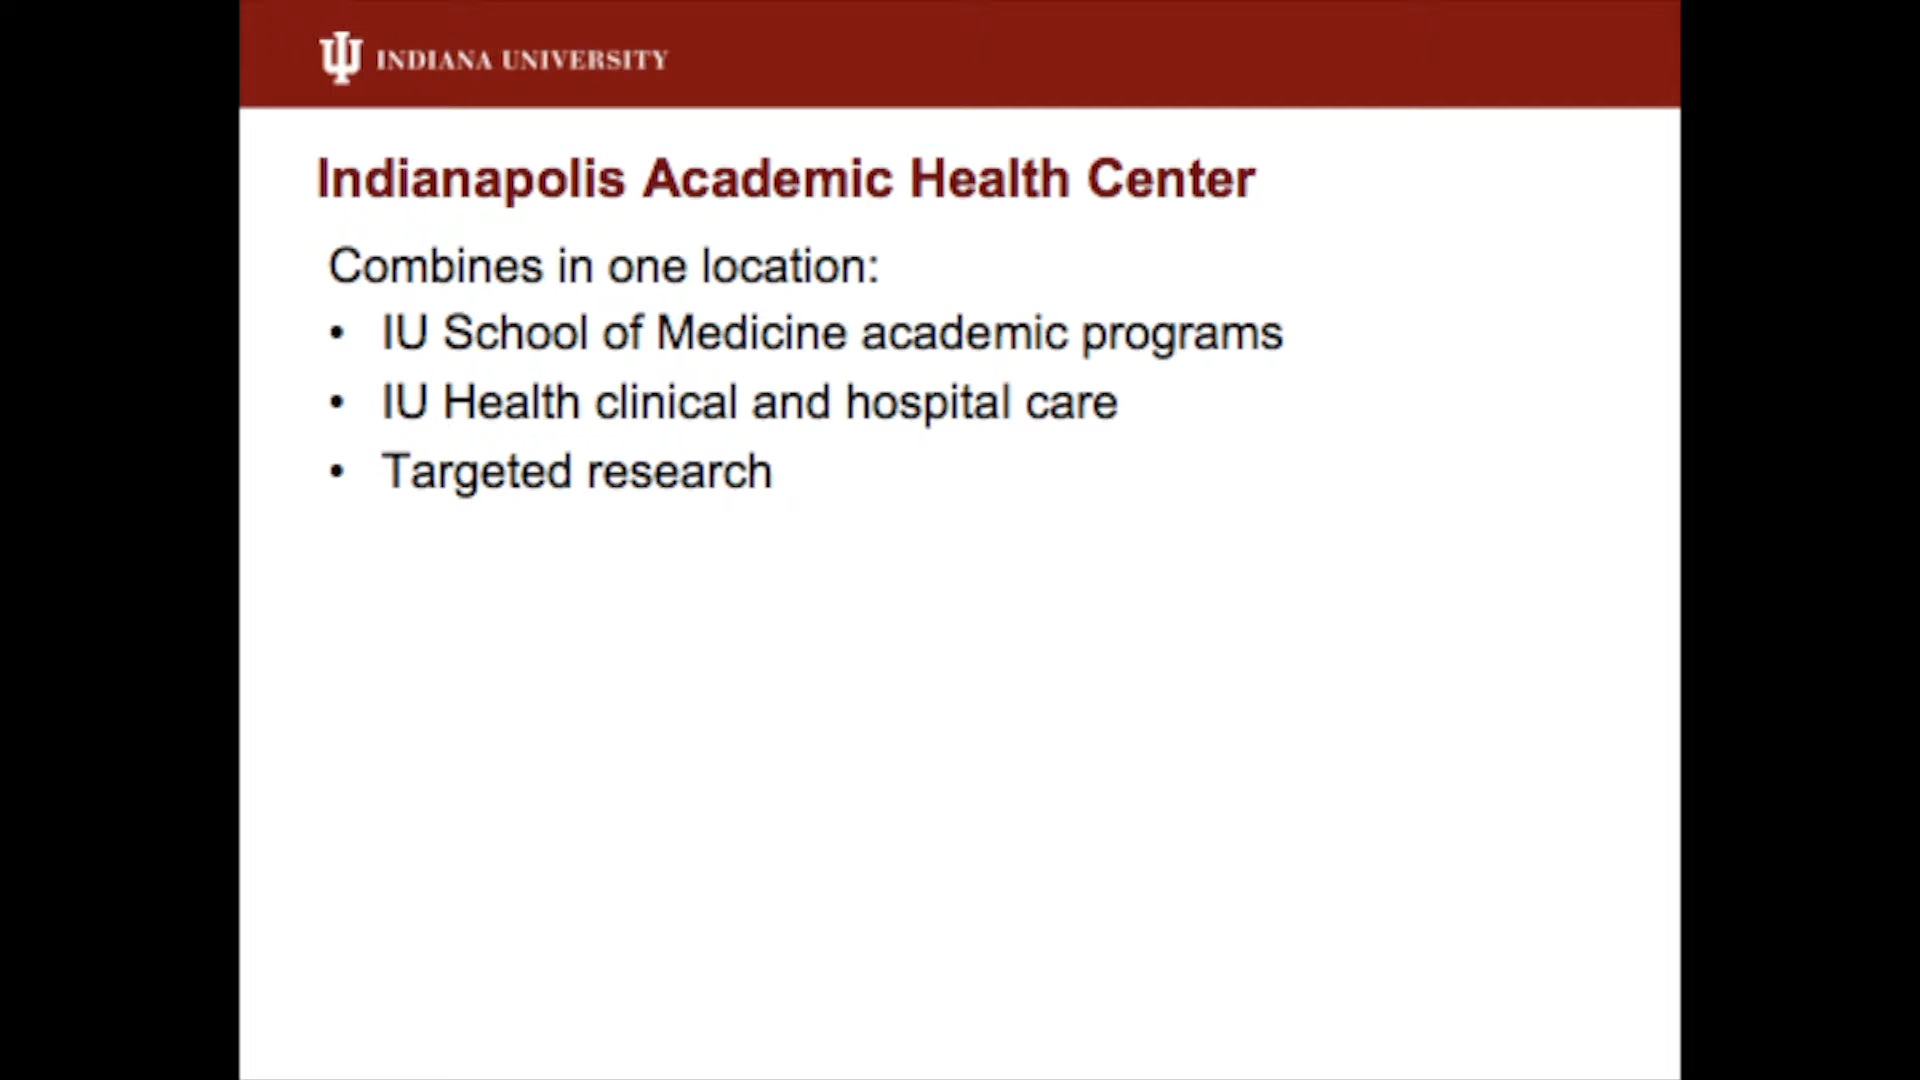 INDIANA UNIVERSITY
Indianapolis Academic Health Center
Combines in one location:
• IU School of Medicine academic programs
• IU Health clinical and hospital care
• Targeted research